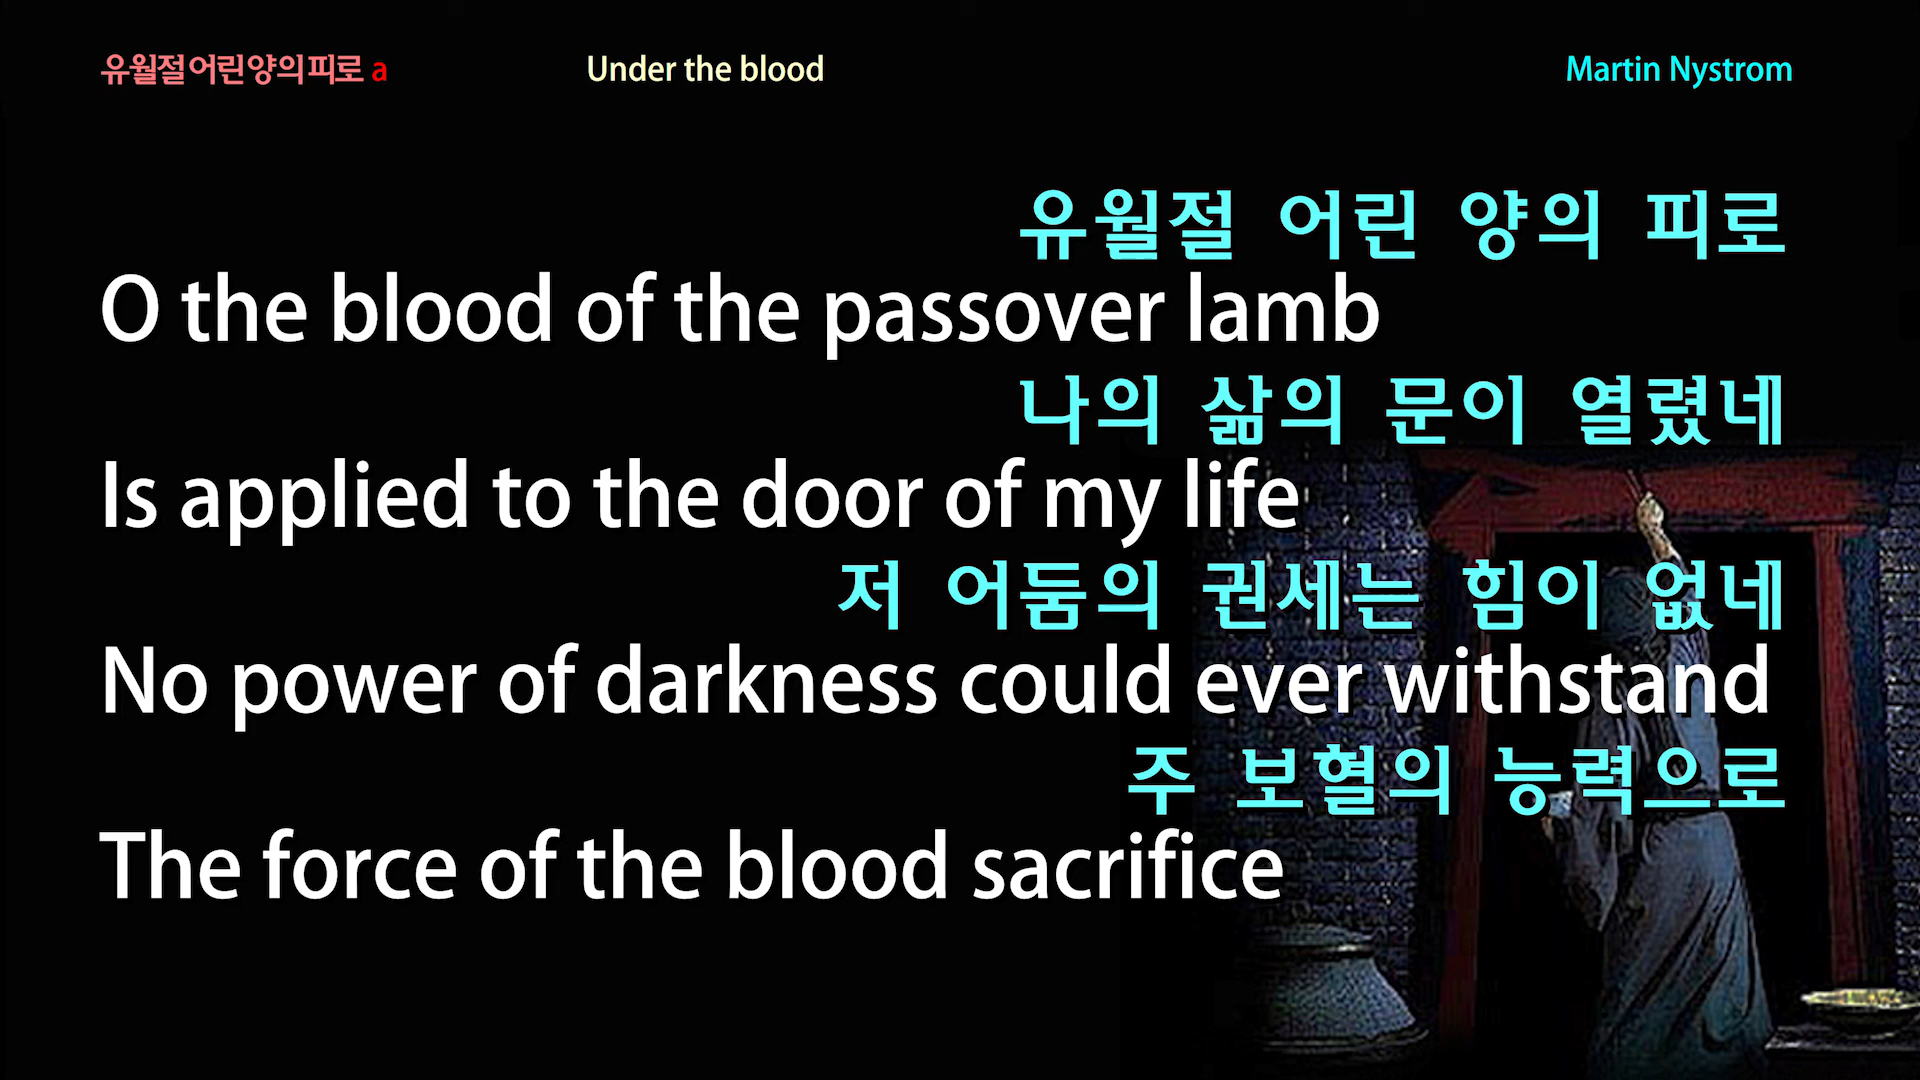 유월절 어린 양의 피로 a
Under the blood
Martin Nystrom
유월절 어린 양의 피로
O the blood of the passover lamb
나의 삶의 문이 열렸네
Is applied to the door of my life
저 어둠의 권세는 힘이 없네
No power of darkness could ever withstand
주 보혈의 능력으로
The force of the blood sacrifice